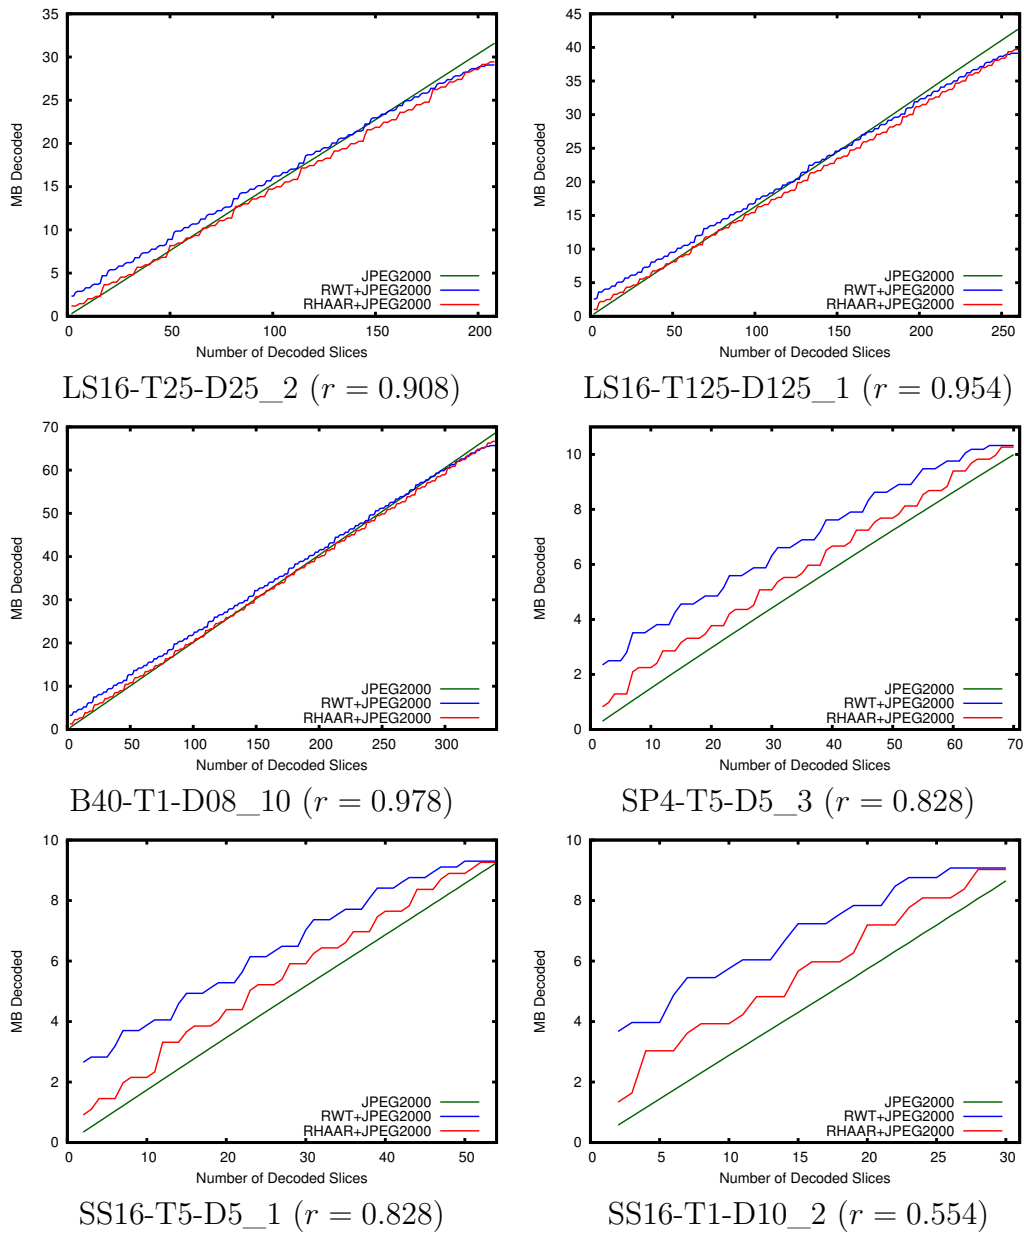 35
30
25
20
15
10
5
0
MB Decoded
0 50 100 150 200
Number of Decoded Slices
JPEG2000
RWT+JPEG2000
RHAAR+JPEG2000
LS16-T25-D25_2 (r = 0.908)
45
40
35
30
25
20
15
10
5
0
MB Decoded
0 50 100 150 200 250
Number of Decoded Slices
JPEG2000
RWT+JPEG2000
RHAAR+JPEG2000
LS16-T125-D125_1 (r = 0.954)
70
60
50
40
30
20
10
0
MB Decoded
0 50 100 150 200 250 300
Number of Decoded Slices
JPEG2000
RWT+JPEG2000
RHAAR+JPEG2000
B40-T1-D08_10 (r = 0.978)
10
8
6
4
2
0
MB Decoded
0 10 20 30 40 50 60 70
Number of Decoded Slices
JPEG2000
RWT+JPEG2000
RHAAR+JPEG2000
SP4-T5-D5_3 (r = 0.828)
10
8
6
4
2
0
MB Decoded
0 10 20 30 40 50
Number of Decoded Slices
JPEG2000
RWT+JPEG2000
RHAAR+JPEG2000
SS16-T5-D5_1 (r = 0.828)
10
8
6
4
2
0
MB Decoded
0 5 10 15 20 25 30
Number of Decoded Slices
JPEG2000
RWT+JPEG2000
RHAAR+JPEG2000
SS16-T1-D10_2 (r = 0.554)